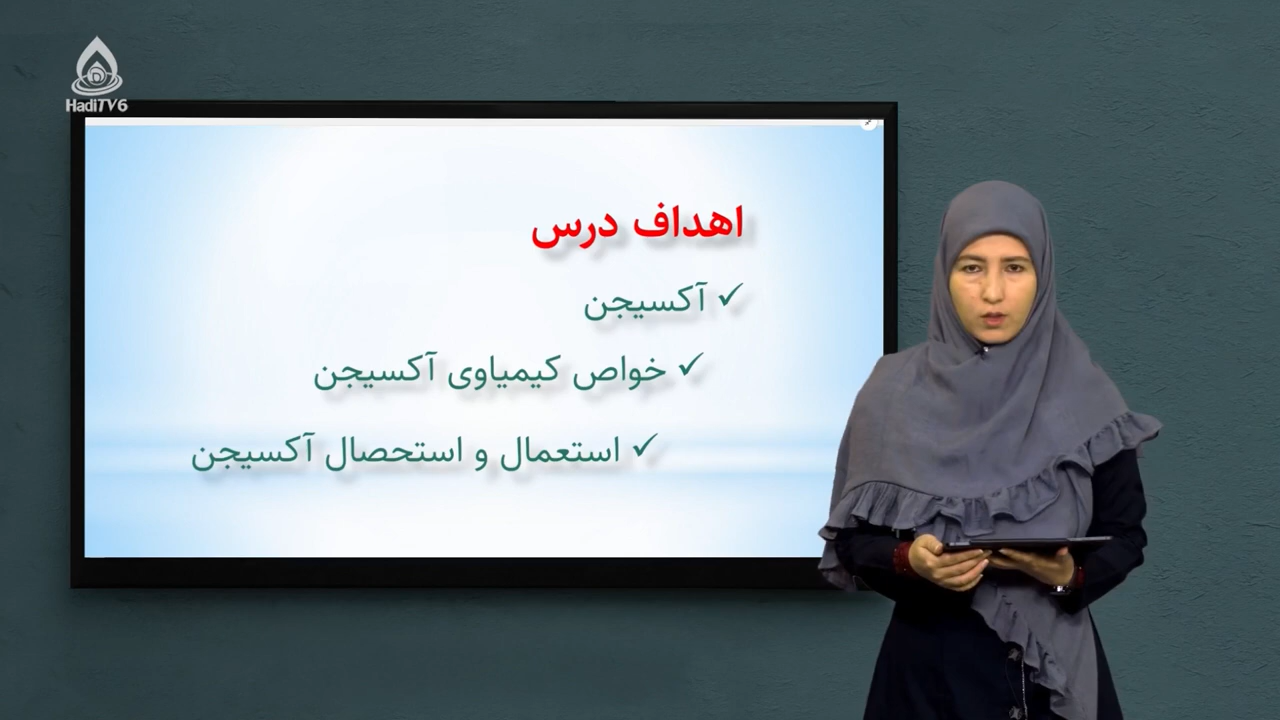 HadiTV6
اهداف درس
✓ آکسیجن
✓ خواص کیمیاوی آکسیجن
✓ استعمال و استحصال آکسیجن